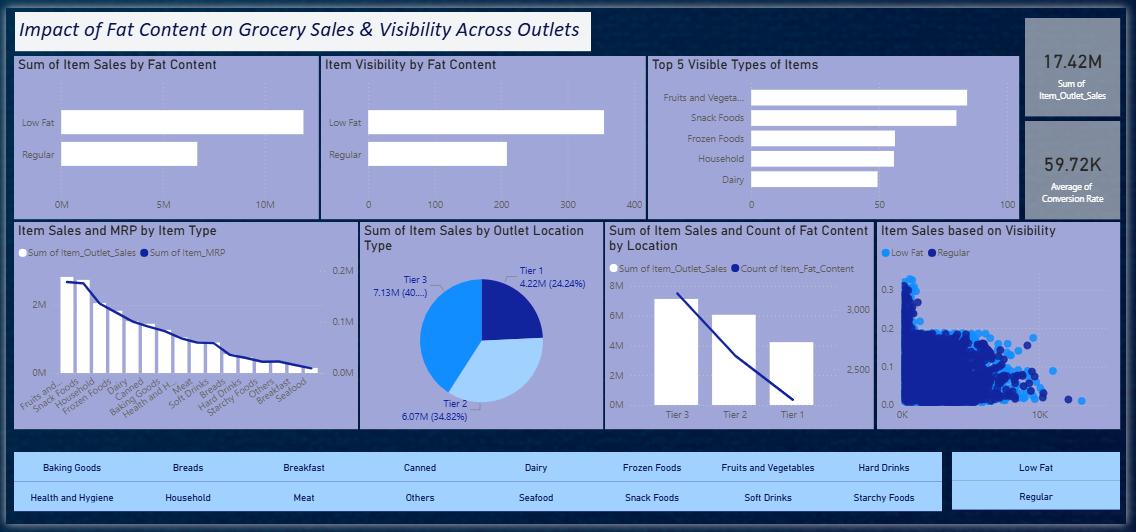 Impact of Fat Content on Grocery Sales & Visibility Across Outlets
17.42M
Sum of
Item_Outlet_Sales
59.72K
Average of
Conversion Rate
Sum of Item Sales by Fat Content
Low Fat
Regular
0M 5M 10M
Item Visibility by Fat Content
Low Fat
Regular
0 100 200 300 400
Top 5 Visible Types of Items
Fruits and Vegeta...
Snack Foods
Frozen Foods
Household
Dairy
0 50 100
Item Sales and MRP by Item Type
Sum of Item_Outlet_Sales Sum of Item_MRP
2M
0M
0.2M
0.1M
0.0M
Fruits and... Snack Foods Household Frozen Foods Dairy Canned Baking Goods Health and H... Meat Soft Drinks Breads Hard Drinks Starchy Foods Others Breakfast Seafood
Sum of Item Sales by Outlet Location
Type
Tier 1
4.22M (24.24%)
Tier 3
7.13M (40....)
Tier 2
6.07M (34.82%)
Sum of Item Sales and Count of Fat Content
by Location
Sum of Item_Outlet_Sales Count of Item_Fat_Content
8M
6M
4M
2M
0M
3,000
2,500
Tier 3 Tier 2 Tier 1
Item Sales based on Visibility
Low Fat Regular
0.3
0.2
0.1
0.0
0K 10K
Baking Goods Breads Breakfast Canned Dairy Frozen Foods Fruits and Vegetables Hard Drinks
Health and Hygiene Household Meat Others Seafood Snack Foods Soft Drinks Starchy Foods
Low Fat
Regular